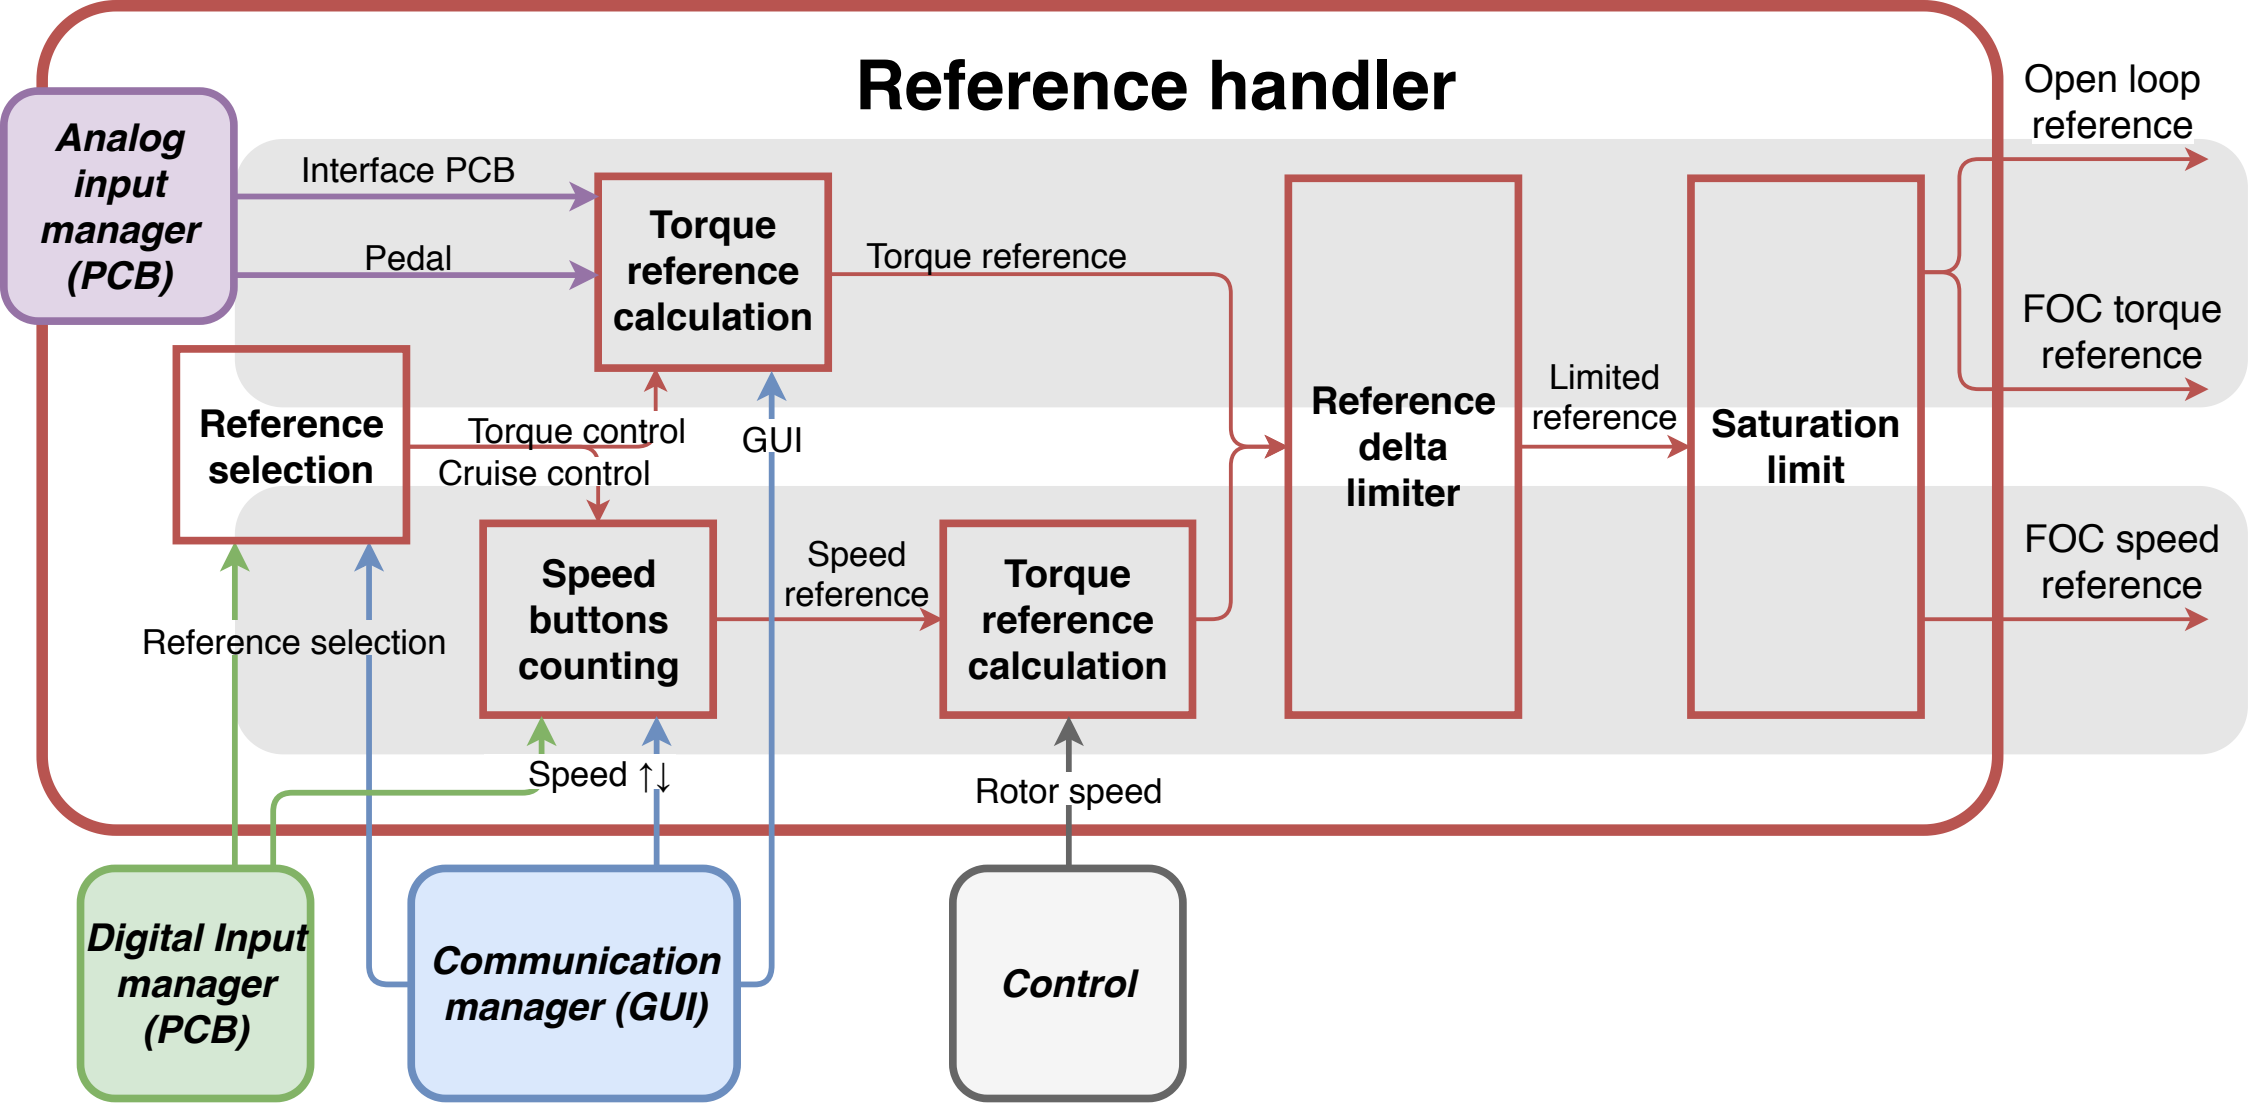 Reference handler
Open loop
reference
Analog
input
manager
(PCB)
Interface PCB
Pedal
Torque
reference
calculation
Torque reference
FOC torque
reference
Reference
selection
Torque control
Cruise control
GUI
Reference
delta
limiter
Limited
reference
Saturation
limit
Speed
buttons
counting
Speed
reference
Torque
reference
calculation
FOC speed
reference
Reference selection
Speed ↑↓
Rotor speed
Digital Input
manager
(PCB)
Communication
manager (GUI)
Control